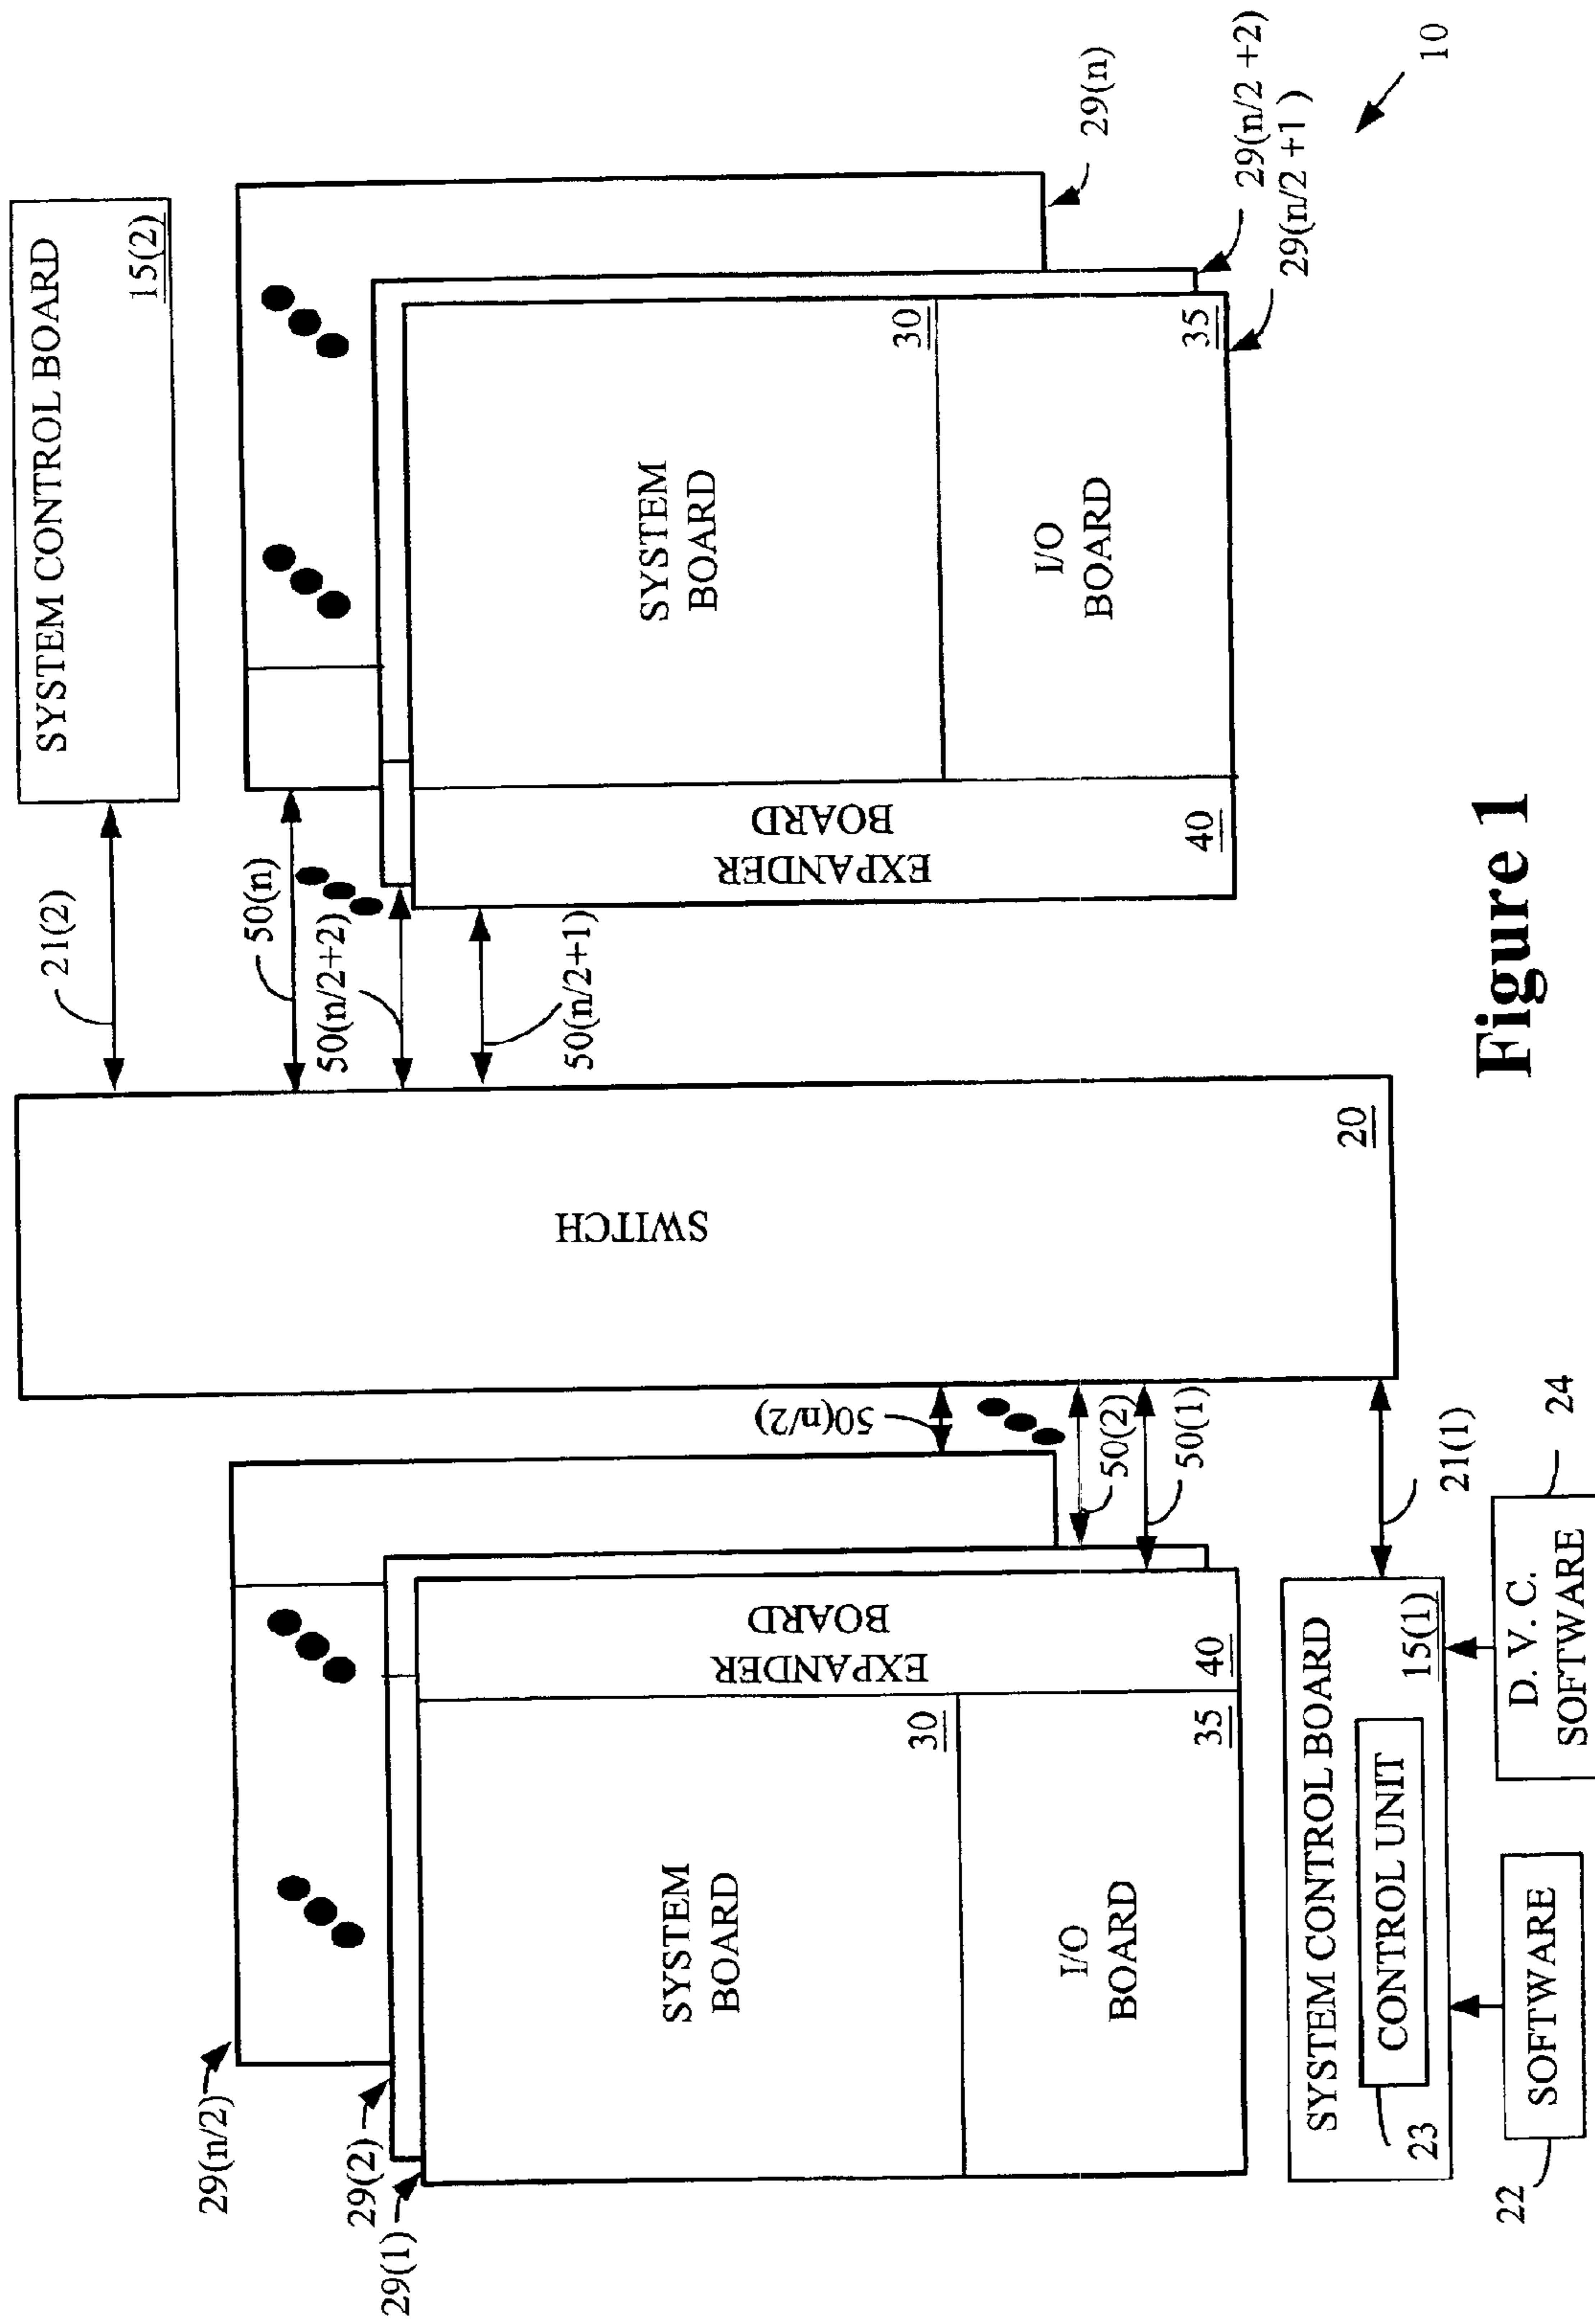 SYSTEM CONTROL BOARD
15(2)
21(2)
50(n)
50(n/2+2)
50(n/2+1)
SYSTEM
BOARD
30
I/O
BOARD
35
EXPANDER
BOARD
40
29(n)
29(n/2 +2)
29(n/2 +1 )
10
SWITCH
20
29(n/2)
29(2)
29(1)
SYSTEM
BOARD
30
I/O
BOARD
35
EXPANDER
BOARD
40
50(n/2)
50(2)
50(1)
21(1)
SYSTEM CONTROL BOARD
15(1)
CONTROL UNIT
23
SOFTWARE
22
D. V. C.
SOFTWARE
24
Figure 1